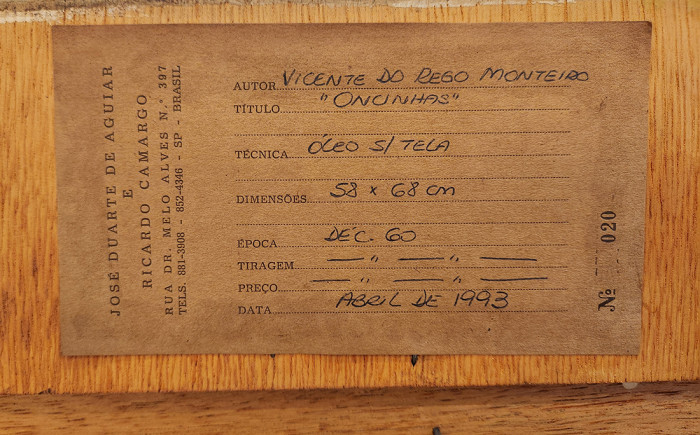 JOSÉ DUARTE DE AGUIAR
E
RICARDO CAMARGO
RUA DR. MELO ALVES N.° 397
TELS. 881-3908 - 852-4346 - SP - BRASIL
AUTOR VICENTE DO REGO MONTEIRO
TÍTULO "ONCINHAS"
TÉCNICA ÓLEO S/ TELA
DIMENSÕES 58 x 68 cm
ÉPOCA DÉC. 60
TIRAGEM — " — " —
PREÇO — " — " —
DATA ABRIL DE 1993
Nº 020